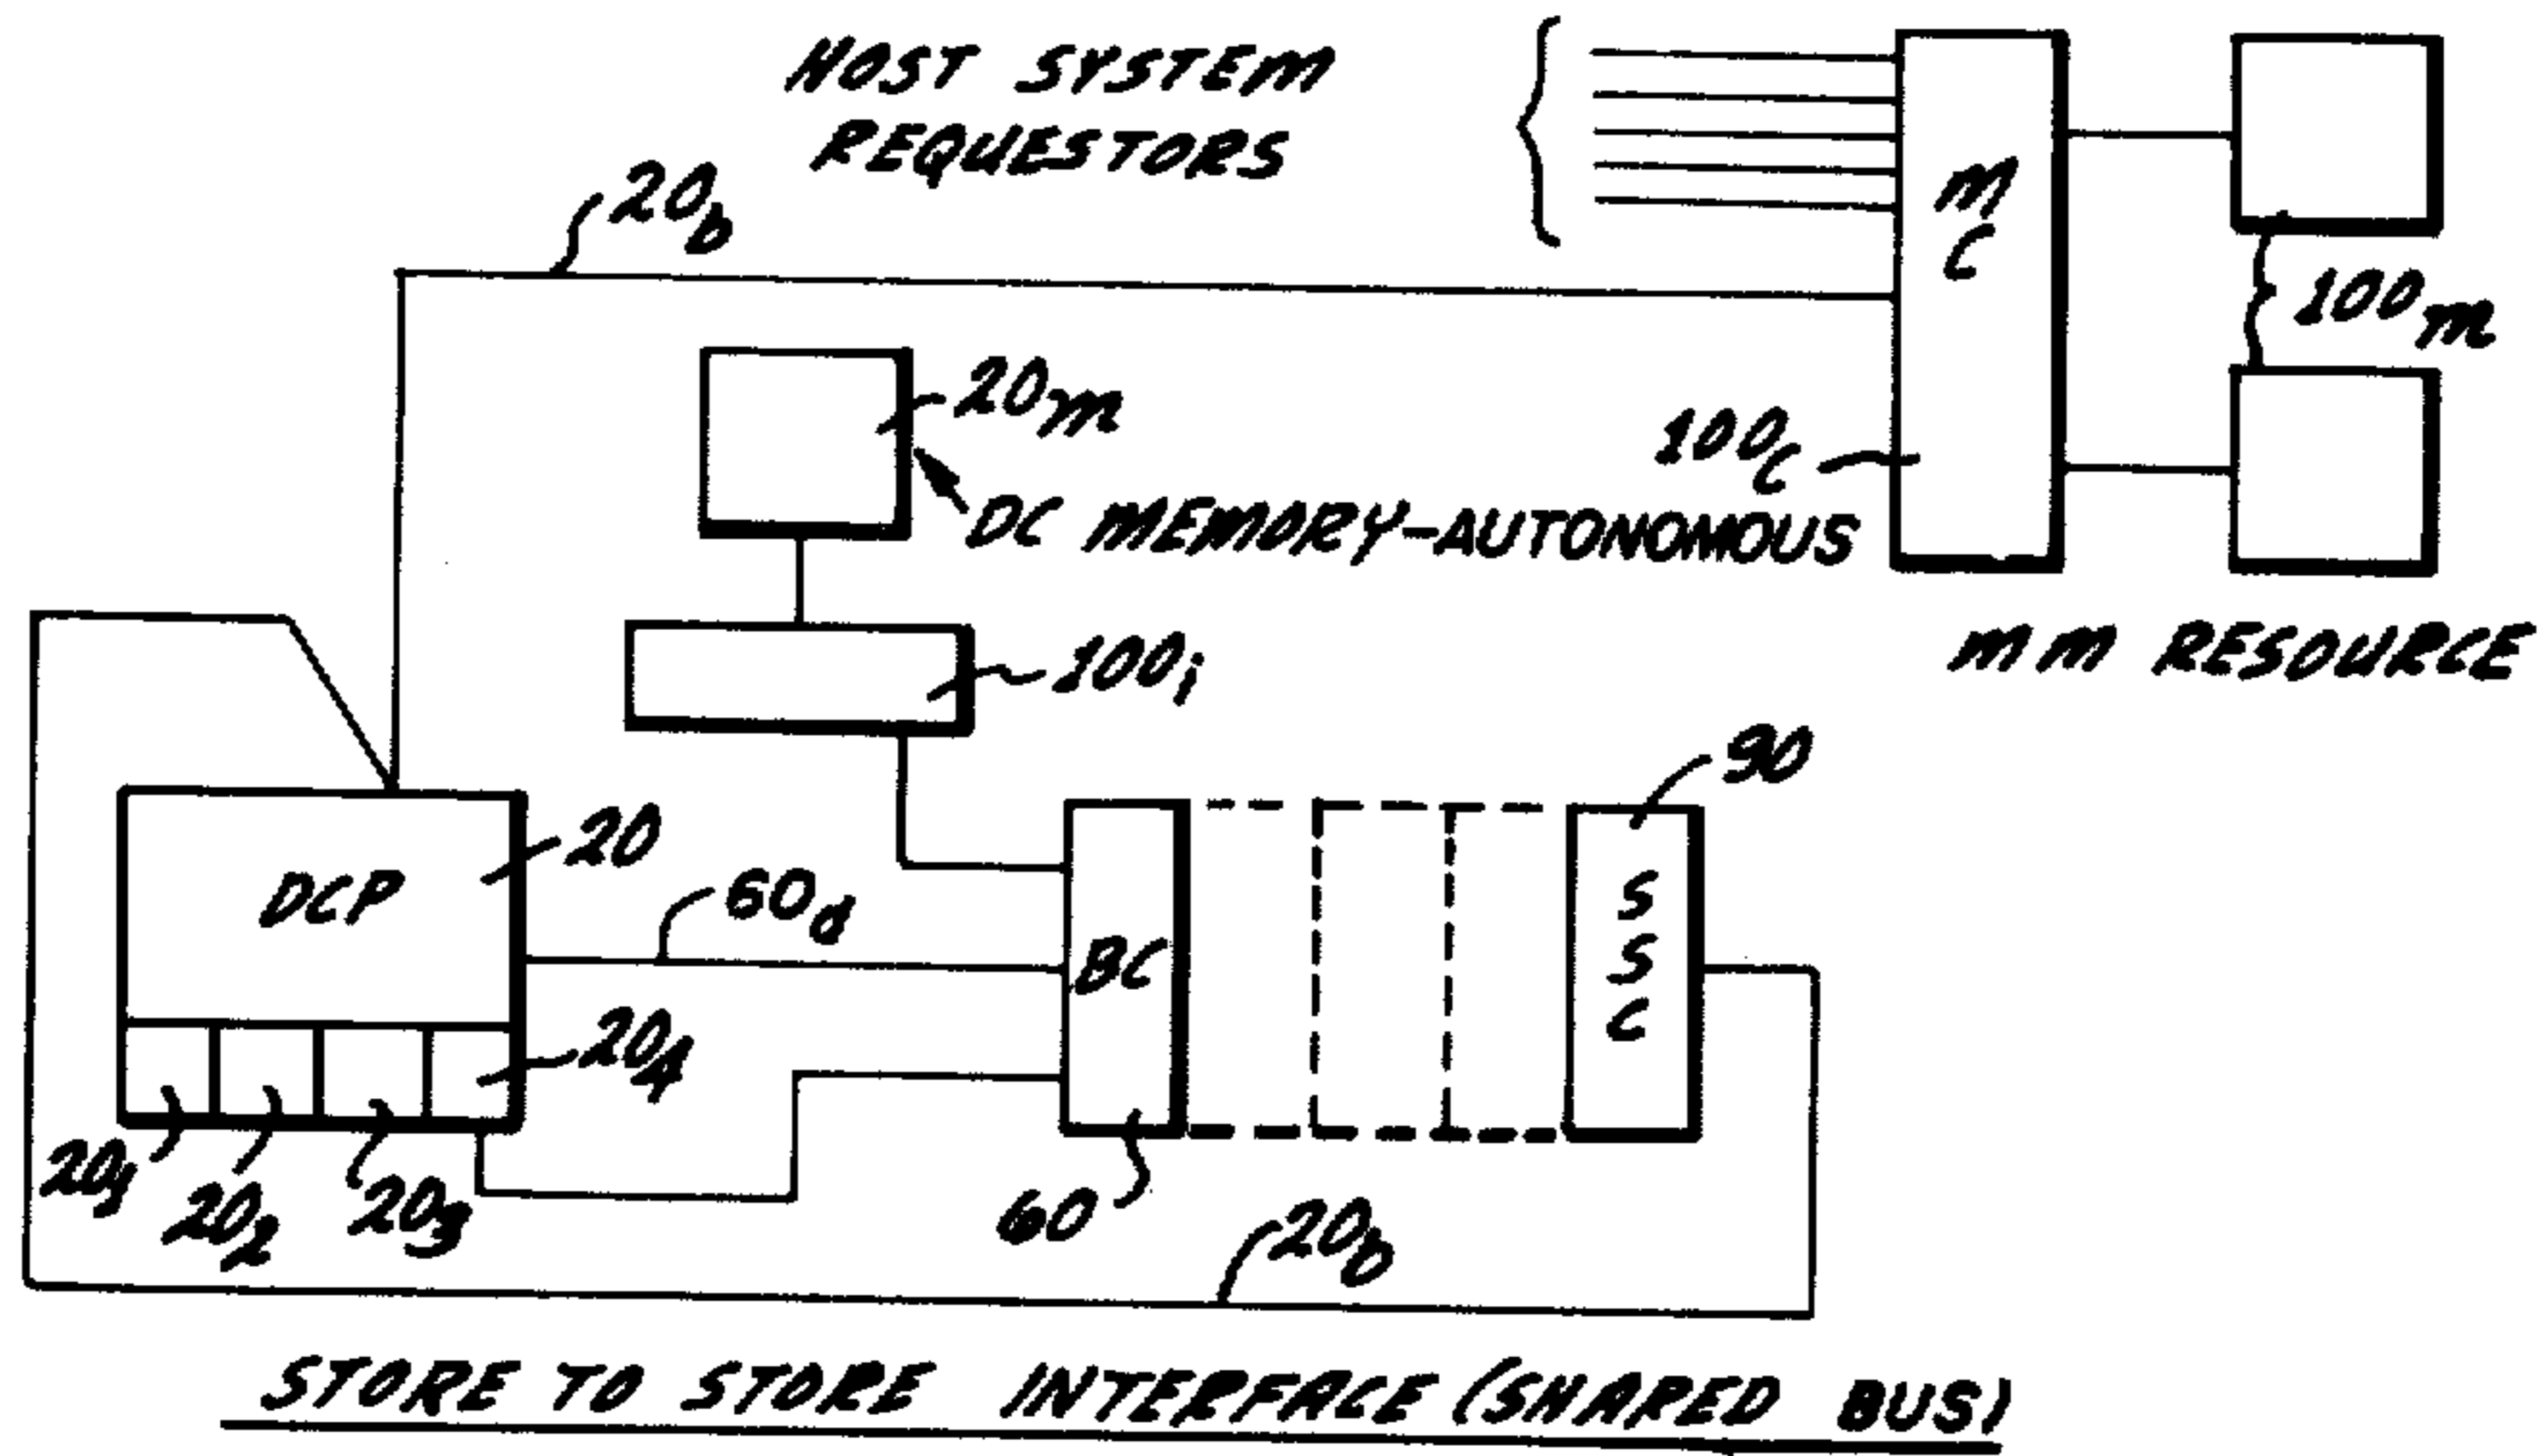 HOST SYSTEM
REQUESTORS
20b
M
C
100m
20m
100c
DC MEMORY-AUTONOMOUS
MM RESOURCE
100i
90
20
DCP
60d
BC
S
S
C
204
201
202
203
60
20b
STORE TO STORE INTERFACE (SHARED BUS)